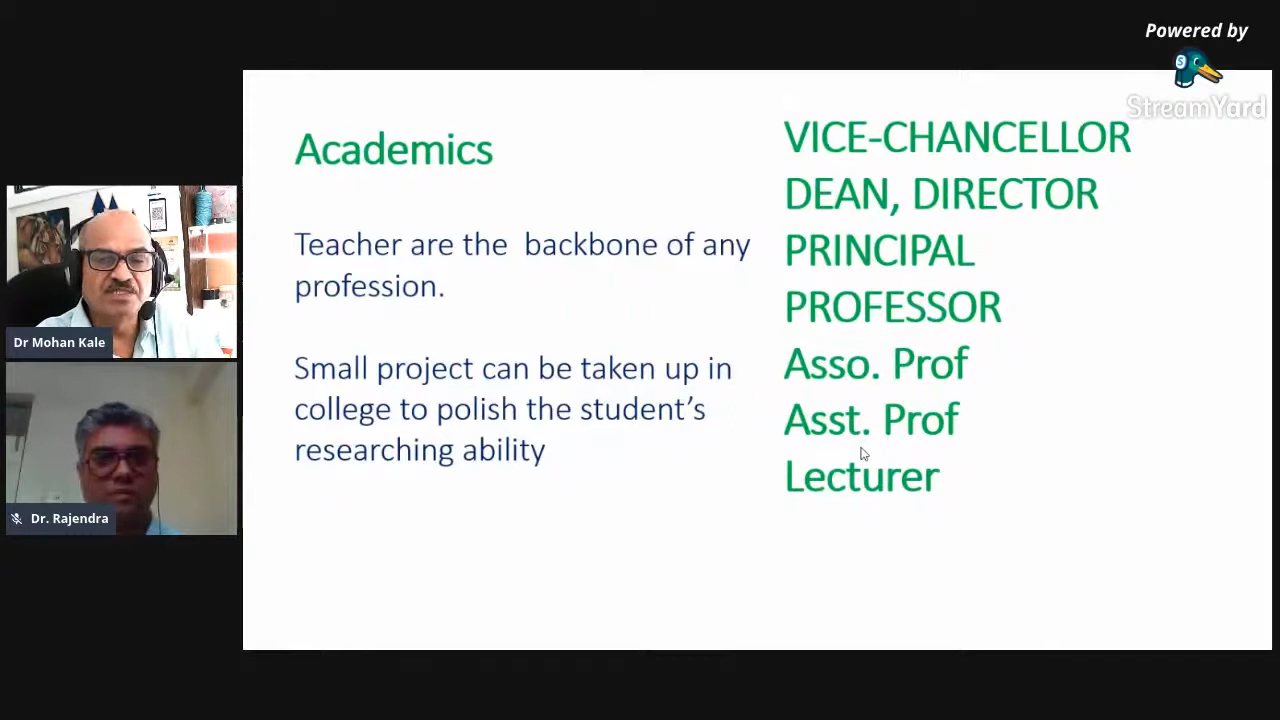 Powered by
StreamYard
Academics
Teacher are the backbone of any
profession.
Small project can be taken up in
college to polish the student's
researching ability
VICE-CHANCELLOR
DEAN, DIRECTOR
PRINCIPAL
PROFESSOR
Asso. Prof
Asst. Prof
Lecturer
Dr Mohan Kale
Dr. Rajendra